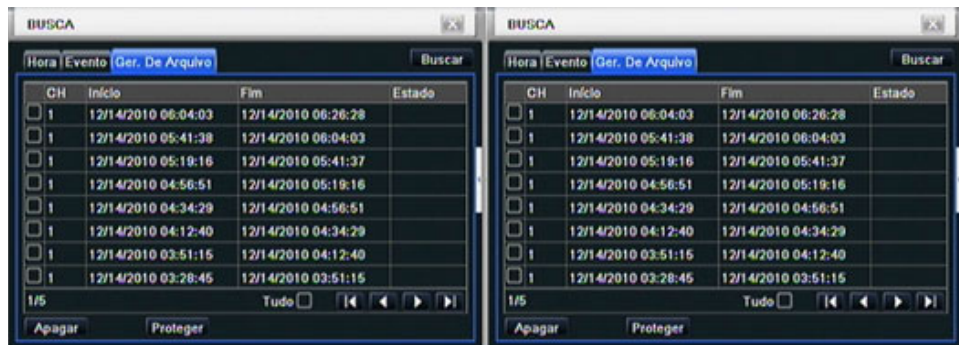 BUSCA
Hora Evento Ger. De Arquivo Buscar
CH Início Fim Estado
1 12/14/2010 06:04:03 12/14/2010 06:26:28
1 12/14/2010 05:41:38 12/14/2010 06:04:03
1 12/14/2010 05:19:16 12/14/2010 05:41:37
1 12/14/2010 04:56:51 12/14/2010 05:19:16
1 12/14/2010 04:34:29 12/14/2010 04:56:51
1 12/14/2010 04:12:40 12/14/2010 04:34:29
1 12/14/2010 03:51:15 12/14/2010 04:12:40
1 12/14/2010 03:28:45 12/14/2010 03:51:15
1/5 Tudo
Apagar Proteger
BUSCA
Hora Evento Ger. De Arquivo Buscar
CH Início Fim Estado
1 12/14/2010 06:04:03 12/14/2010 06:26:28
1 12/14/2010 05:41:38 12/14/2010 06:04:03
1 12/14/2010 05:19:16 12/14/2010 05:41:37
1 12/14/2010 04:56:51 12/14/2010 05:19:16
1 12/14/2010 04:34:29 12/14/2010 04:56:51
1 12/14/2010 04:12:40 12/14/2010 04:34:29
1 12/14/2010 03:51:15 12/14/2010 04:12:40
1 12/14/2010 03:28:45 12/14/2010 03:51:15
1/5 Tudo
Apagar Proteger